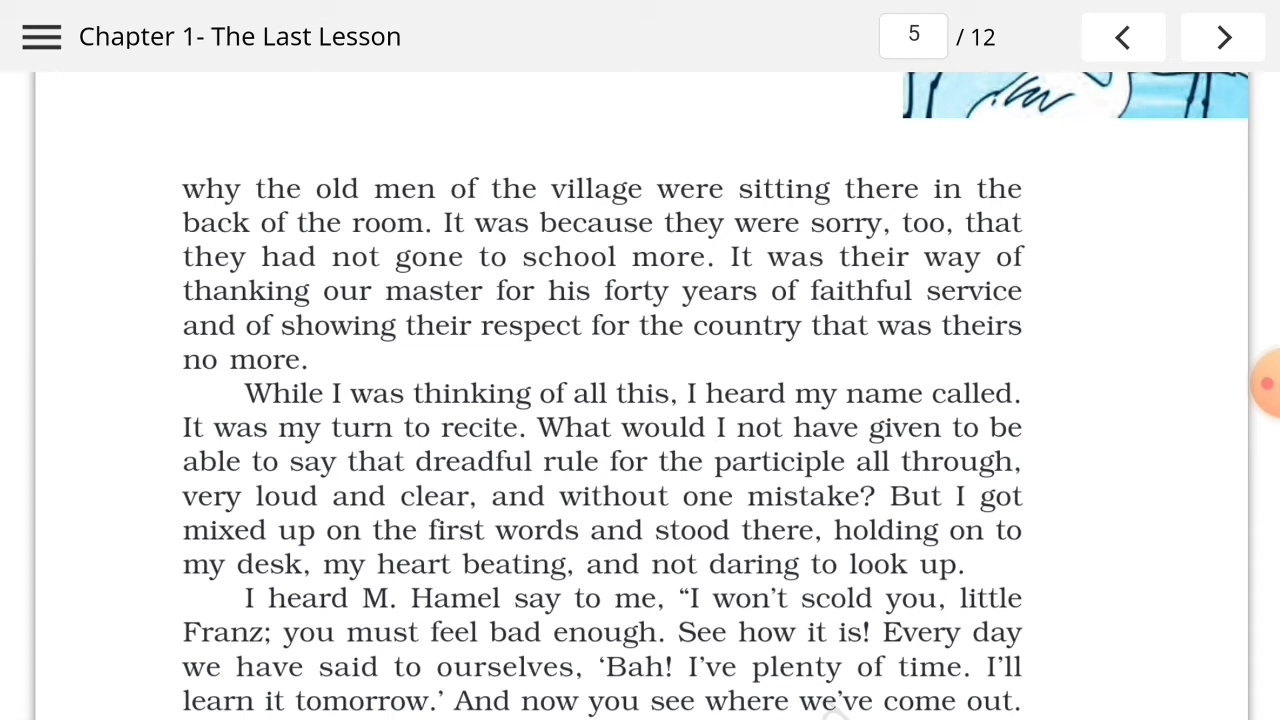 Chapter 1- The Last Lesson
5 / 12
why the old men of the village were sitting there in the
back of the room. It was because they were sorry, too, that
they had not gone to school more. It was their way of
thanking our master for his forty years of faithful service
and of showing their respect for the country that was theirs
no more.
While I was thinking of all this, I heard my name called.
It was my turn to recite. What would I not have given to be
able to say that dreadful rule for the participle all through,
very loud and clear, and without one mistake? But I got
mixed up on the first words and stood there, holding on to
my desk, my heart beating, and not daring to look up.
I heard M. Hamel say to me, “I won’t scold you, little
Franz; you must feel bad enough. See how it is! Every day
we have said to ourselves, ‘Bah! I’ve plenty of time. I’ll
learn it tomorrow.’ And now you see where we’ve come out.